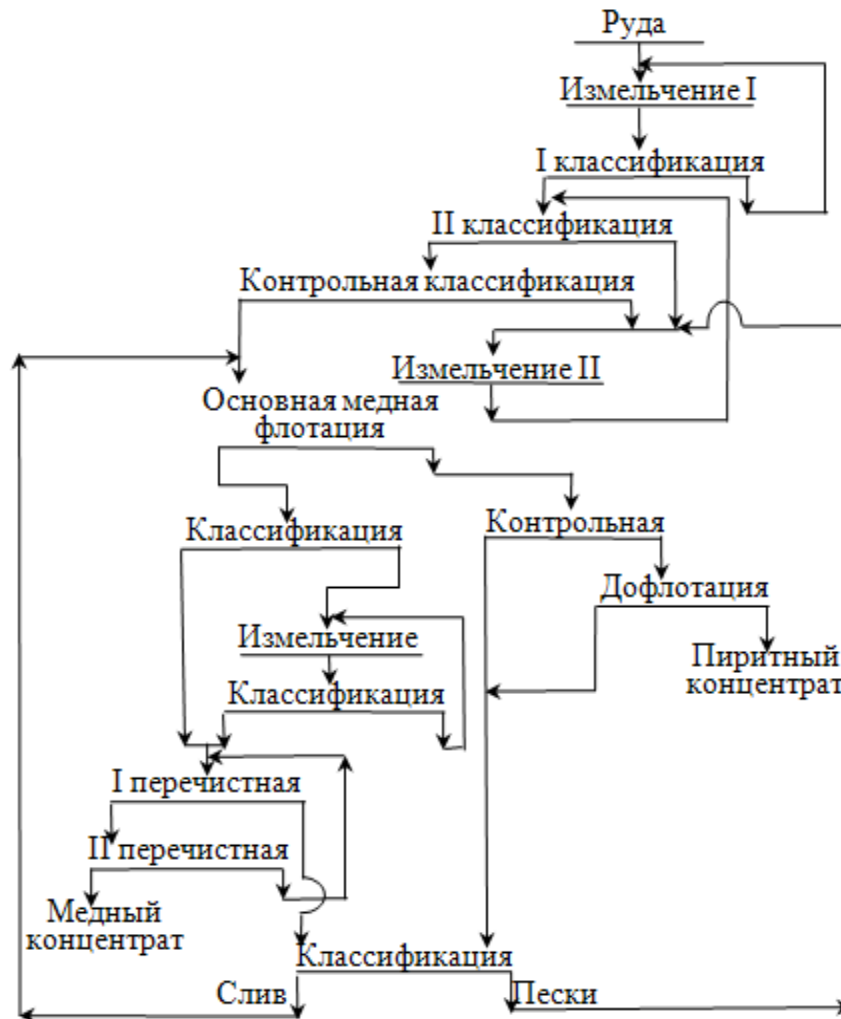 Руда
Измельчение I
I классификация
II классификация
Контрольная классификация
Измельчение II
Основная медная
флотация
Классификация
Контрольная
Дофлотация
Измельчение
Пиритный
концентрат
Классификация
I перечистная
II перечистная
Медный
концентрат
Классификация
Слив
Пески